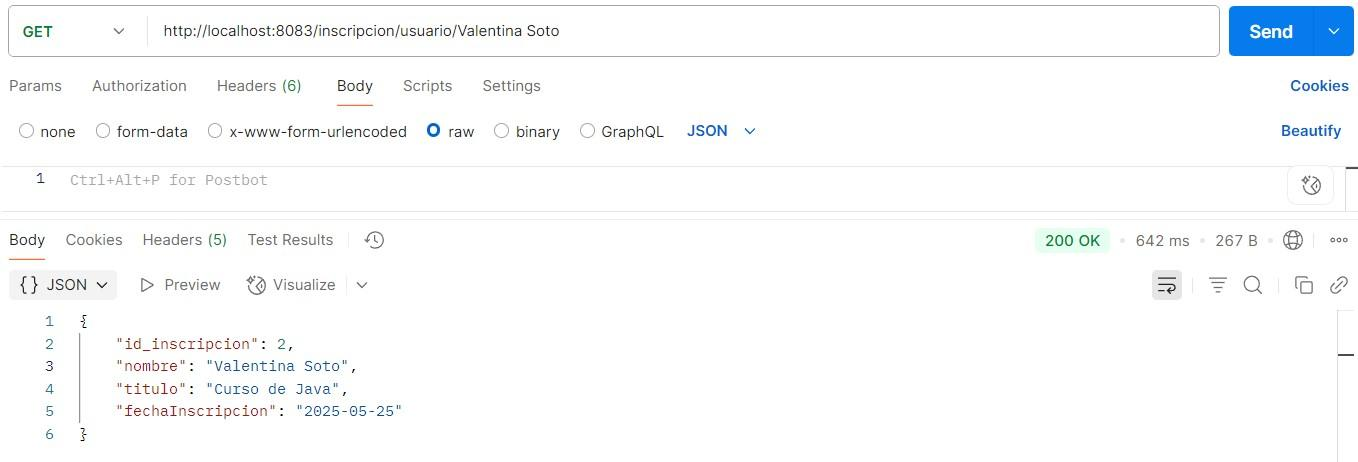 GET http://localhost:8083/inscripcion/usuario/Valentina Soto Send
Params Authorization Headers (6) Body Scripts Settings Cookies
none form-data x-www-form-urlencoded raw binary GraphQL JSON Beautify
1 Ctrl+Alt+P for Postbot
Body Cookies Headers (5) Test Results 200 OK • 642 ms • 267 B •
{} JSON Preview Visualize
1 {
2 "id_inscripcion": 2,
3 "nombre": "Valentina Soto",
4 "titulo": "Curso de Java",
5 "fechaInscripcion": "2025-05-25"
6 }